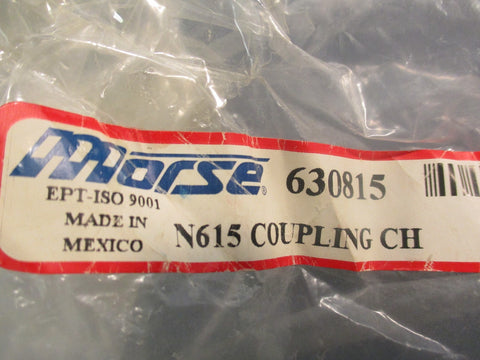 Morse® 630815
EPT-ISO 9001
MADE IN
MEXICO
N615 COUPLING CH